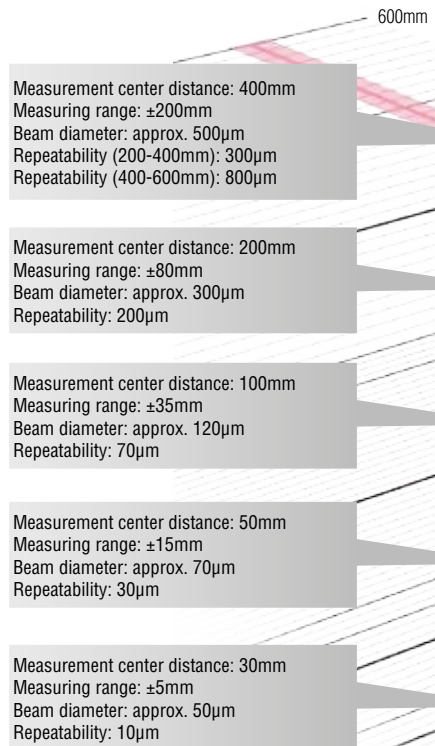 600mm
Measurement center distance: 400mm
Measuring range: ±200mm
Beam diameter: approx. 500µm
Repeatability (200-400mm): 300µm
Repeatability (400-600mm): 800µm
Measurement center distance: 200mm
Measuring range: ±80mm
Beam diameter: approx. 300µm
Repeatability: 200µm
Measurement center distance: 100mm
Measuring range: ±35mm
Beam diameter: approx. 120µm
Repeatability: 70µm
Measurement center distance: 50mm
Measuring range: ±15mm
Beam diameter: approx. 70µm
Repeatability: 30µm
Measurement center distance: 30mm
Measuring range: ±5mm
Beam diameter: approx. 50µm
Repeatability: 10µm